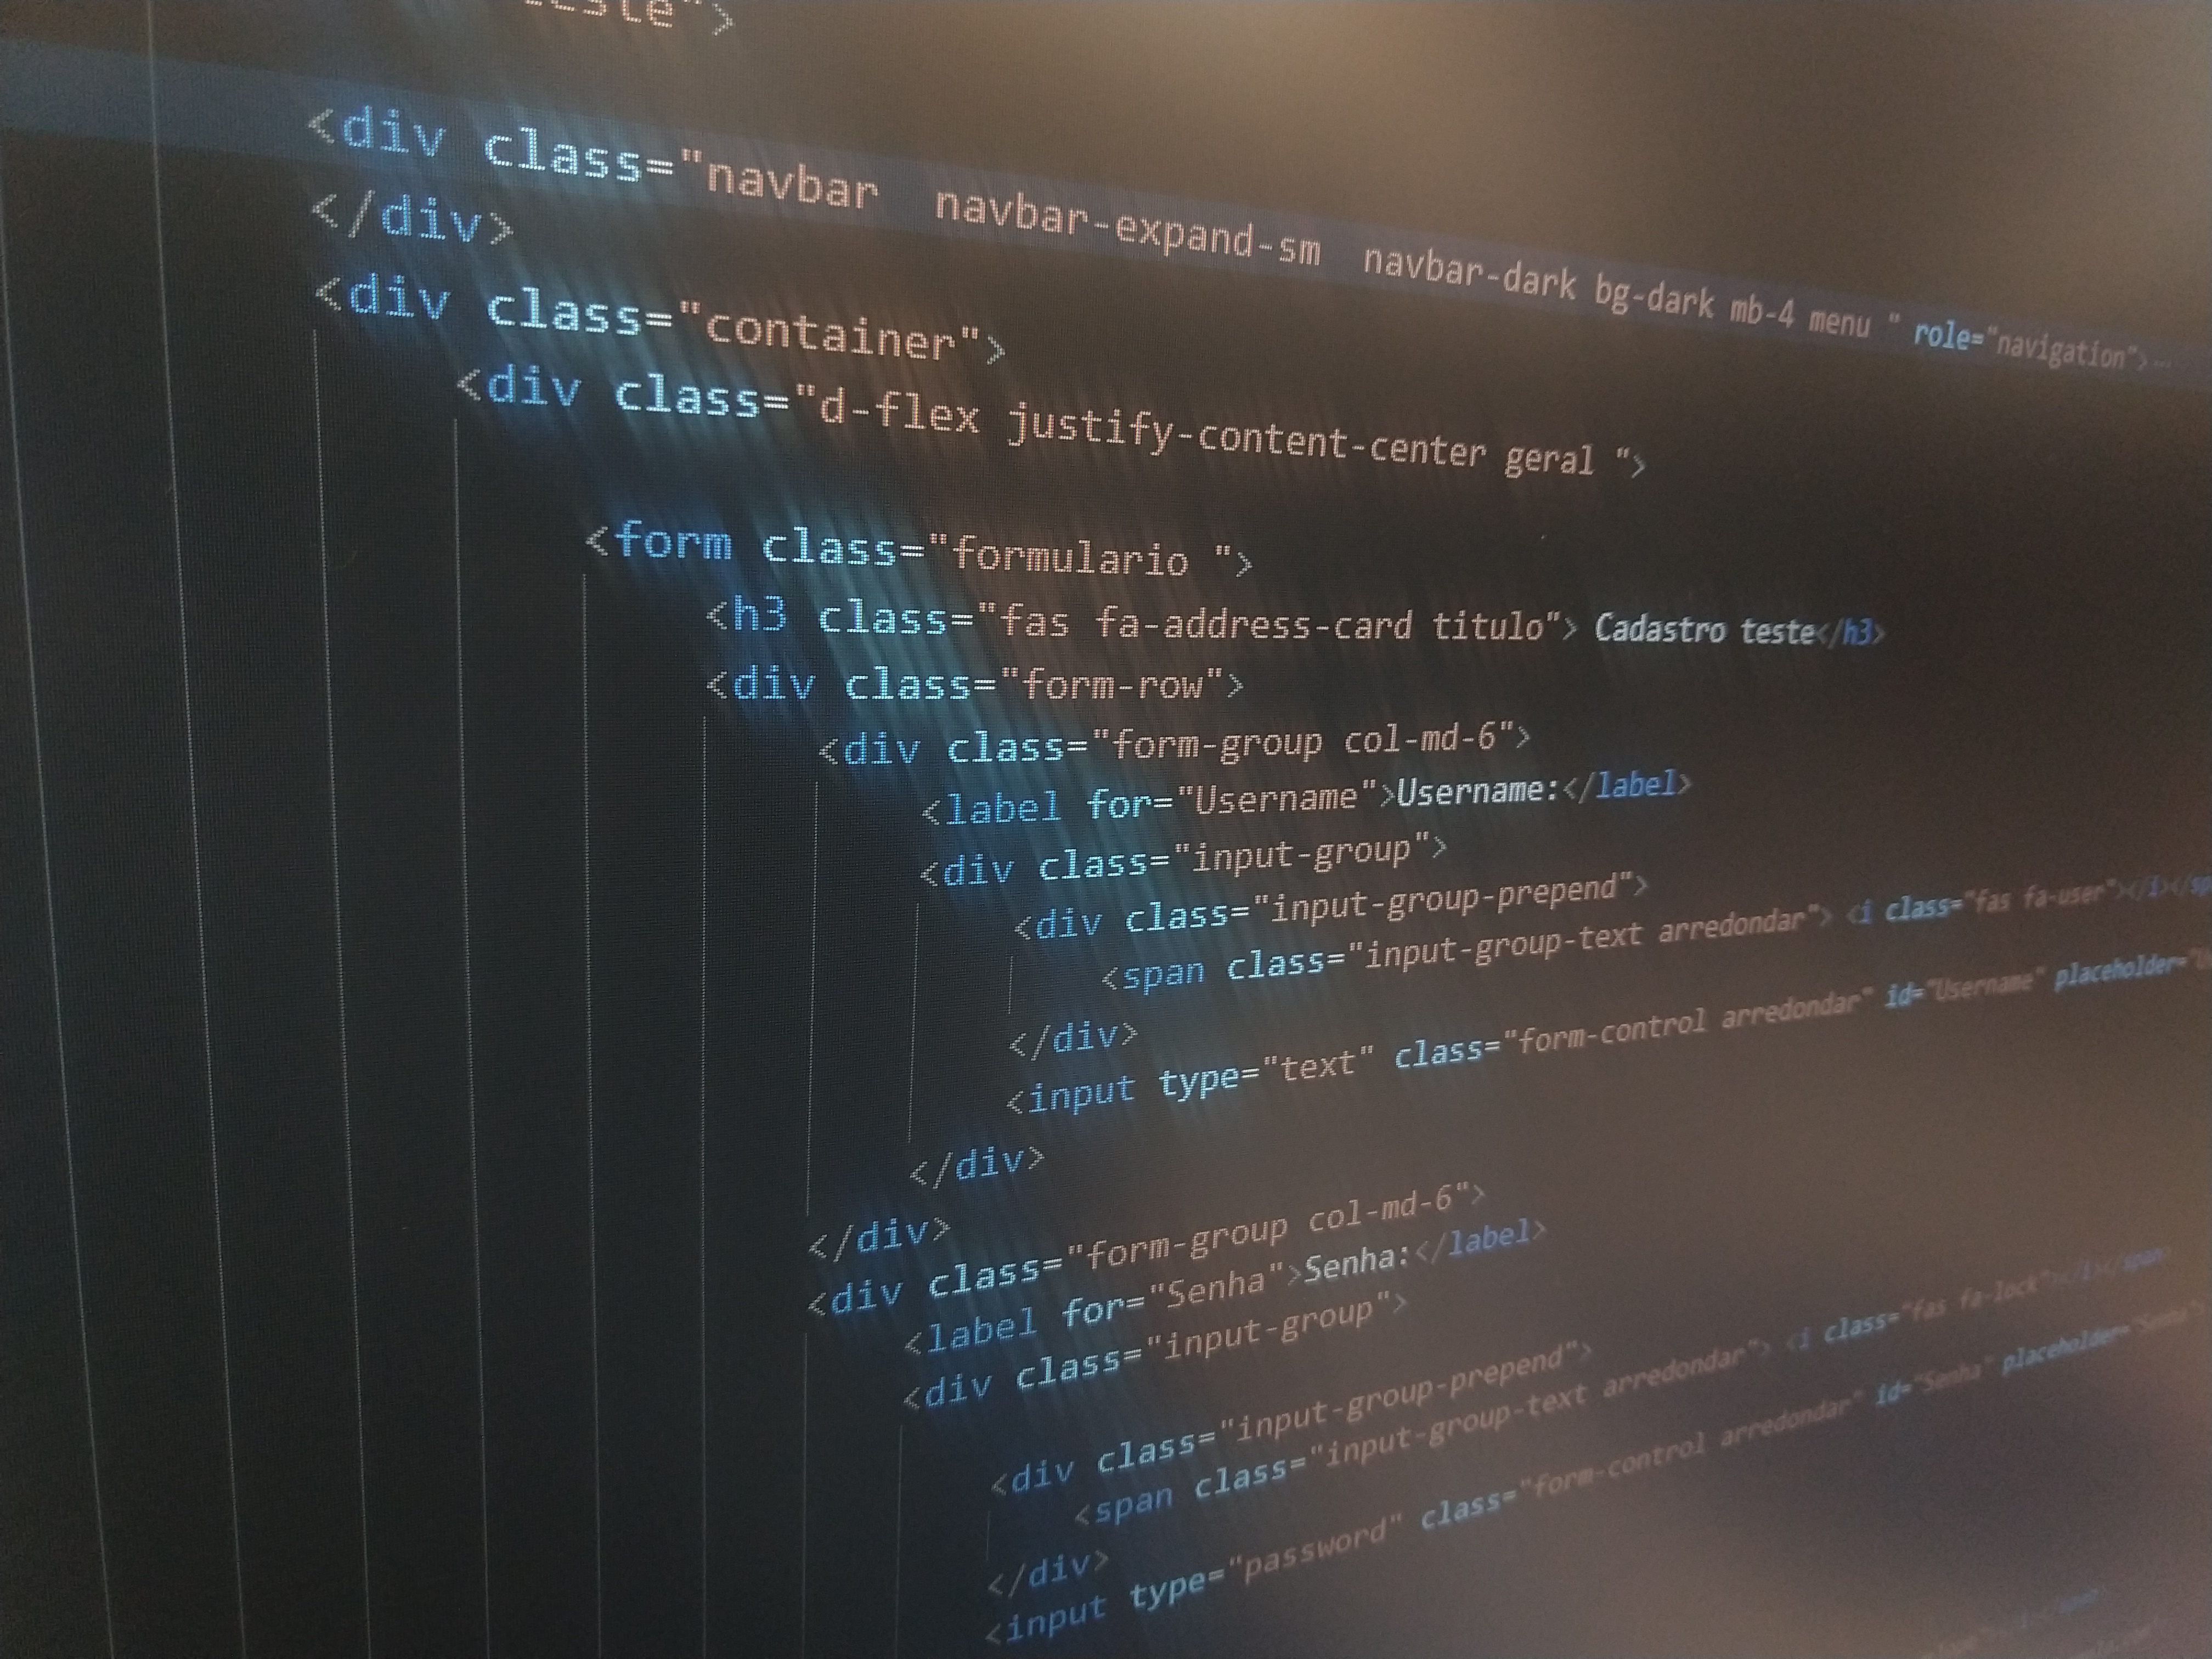 teste">
<div class="navbar  navbar-expand-sm  navbar-dark bg-dark mb-4 menu " role="navigation">…
</div>
<div class="container">
<div class="d-flex justify-content-center geral ">
<form class="formulario ">
<h3 class="fas fa-address-card titulo"> Cadastro teste</h3>
<div class="form-row">
<div class="form-group col-md-6">
<label for="Username">Username:</label>
<div class="input-group">
<div class="input-group-prepend">
<span class="input-group-text arredondar"> <i class="fas fa-user"></i></sp
</div>
<input type="text" class="form-control arredondar" id="Username" placeholder=
</div>
</div>
<div class="form-group col-md-6">
<label for="Senha">Senha:</label>
<div class="input-group">
<div class="input-group-prepend">
<span class="input-group-text arredondar"> <i class="fas fa-lock"></i></span>
</div>
<input type="password" class="form-control arredondar" id="Senha" placeholder="Senha"